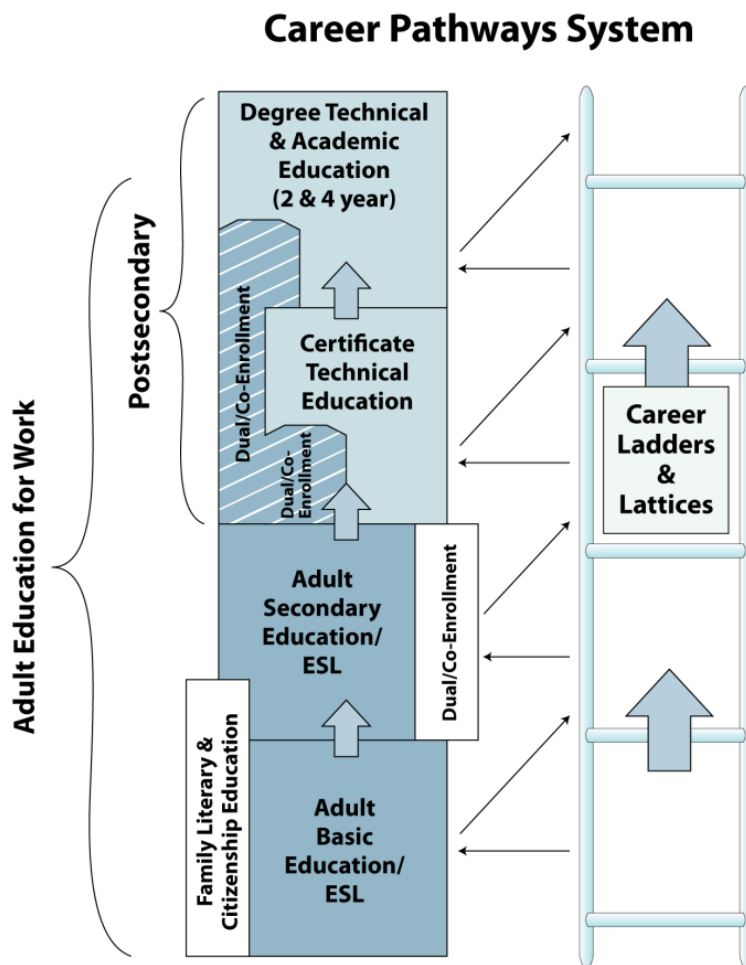 Career Pathways System
Degree Technical
& Academic
Education
(2 & 4 year)
Postsecondary
Dual/Co-Enrollment
Certificate
Technical
Education
Dual/Co-
Enrollment
Career
Ladders
&
Lattices
Adult Education for Work
Adult
Secondary
Education/
ESL
Dual/Co-Enrollment
Family Literary &
Citizenship Education
Adult
Basic
Education/
ESL